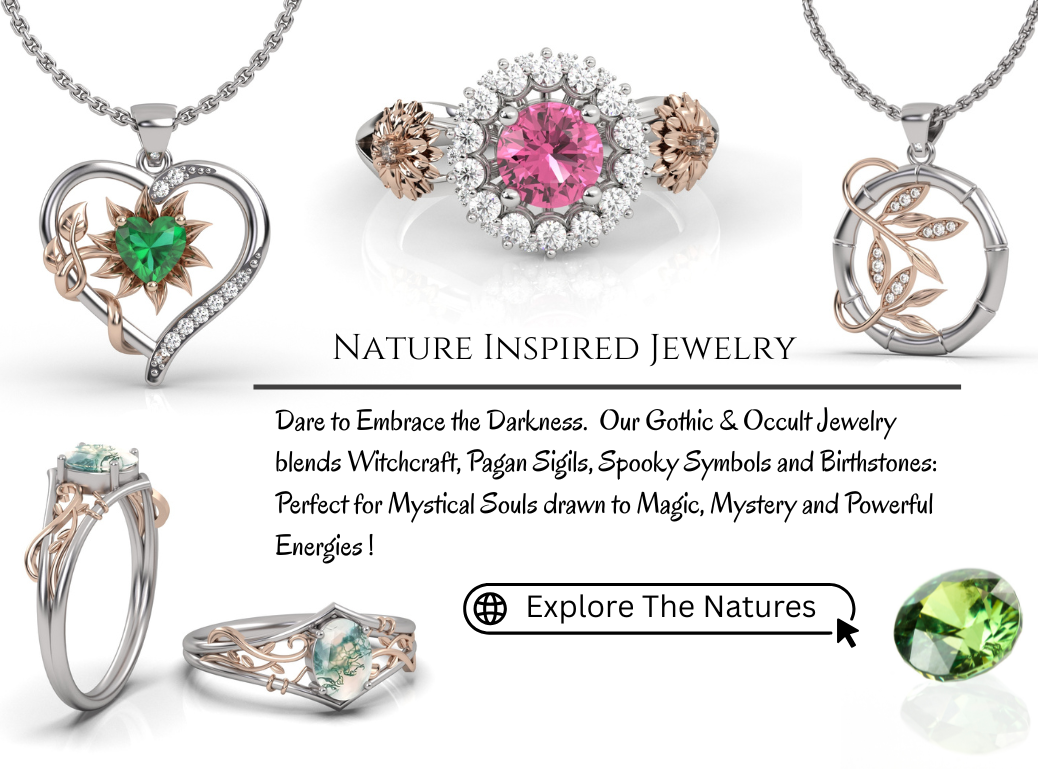 Nature Inspired Jewelry
Dare to Embrace the Darkness. Our Gothic & Occult Jewelry
blends Witchcraft, Pagan Sigils, Spooky Symbols and Birthstones:
Perfect for Mystical Souls drawn to Magic, Mystery and Powerful
Energies !
Explore The Natures